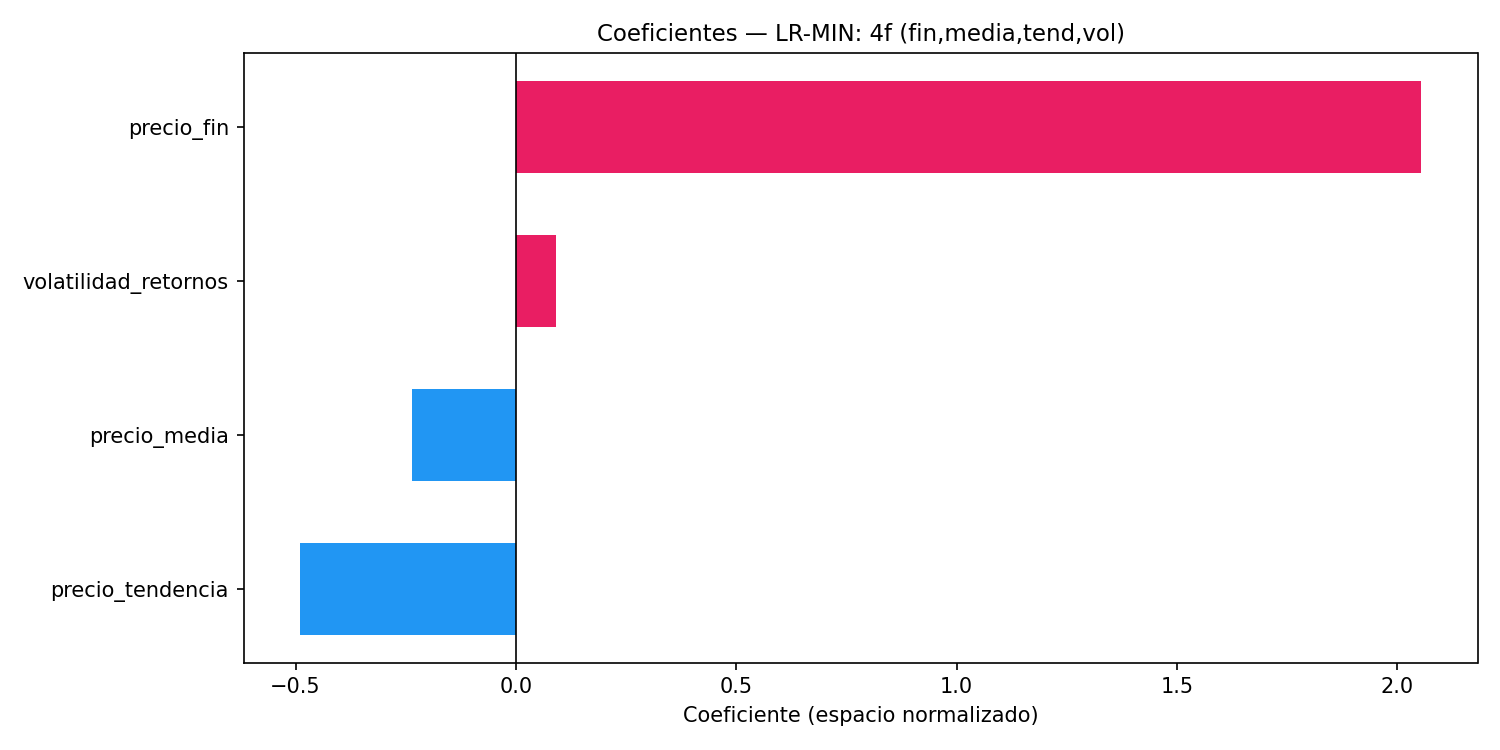 Coeficientes — LR-MIN: 4f (fin,media,tend,vol)
precio_fin
volatilidad_retornos
precio_media
precio_tendencia
−0.5 0.0 0.5 1.0 1.5 2.0
Coeficiente (espacio normalizado)